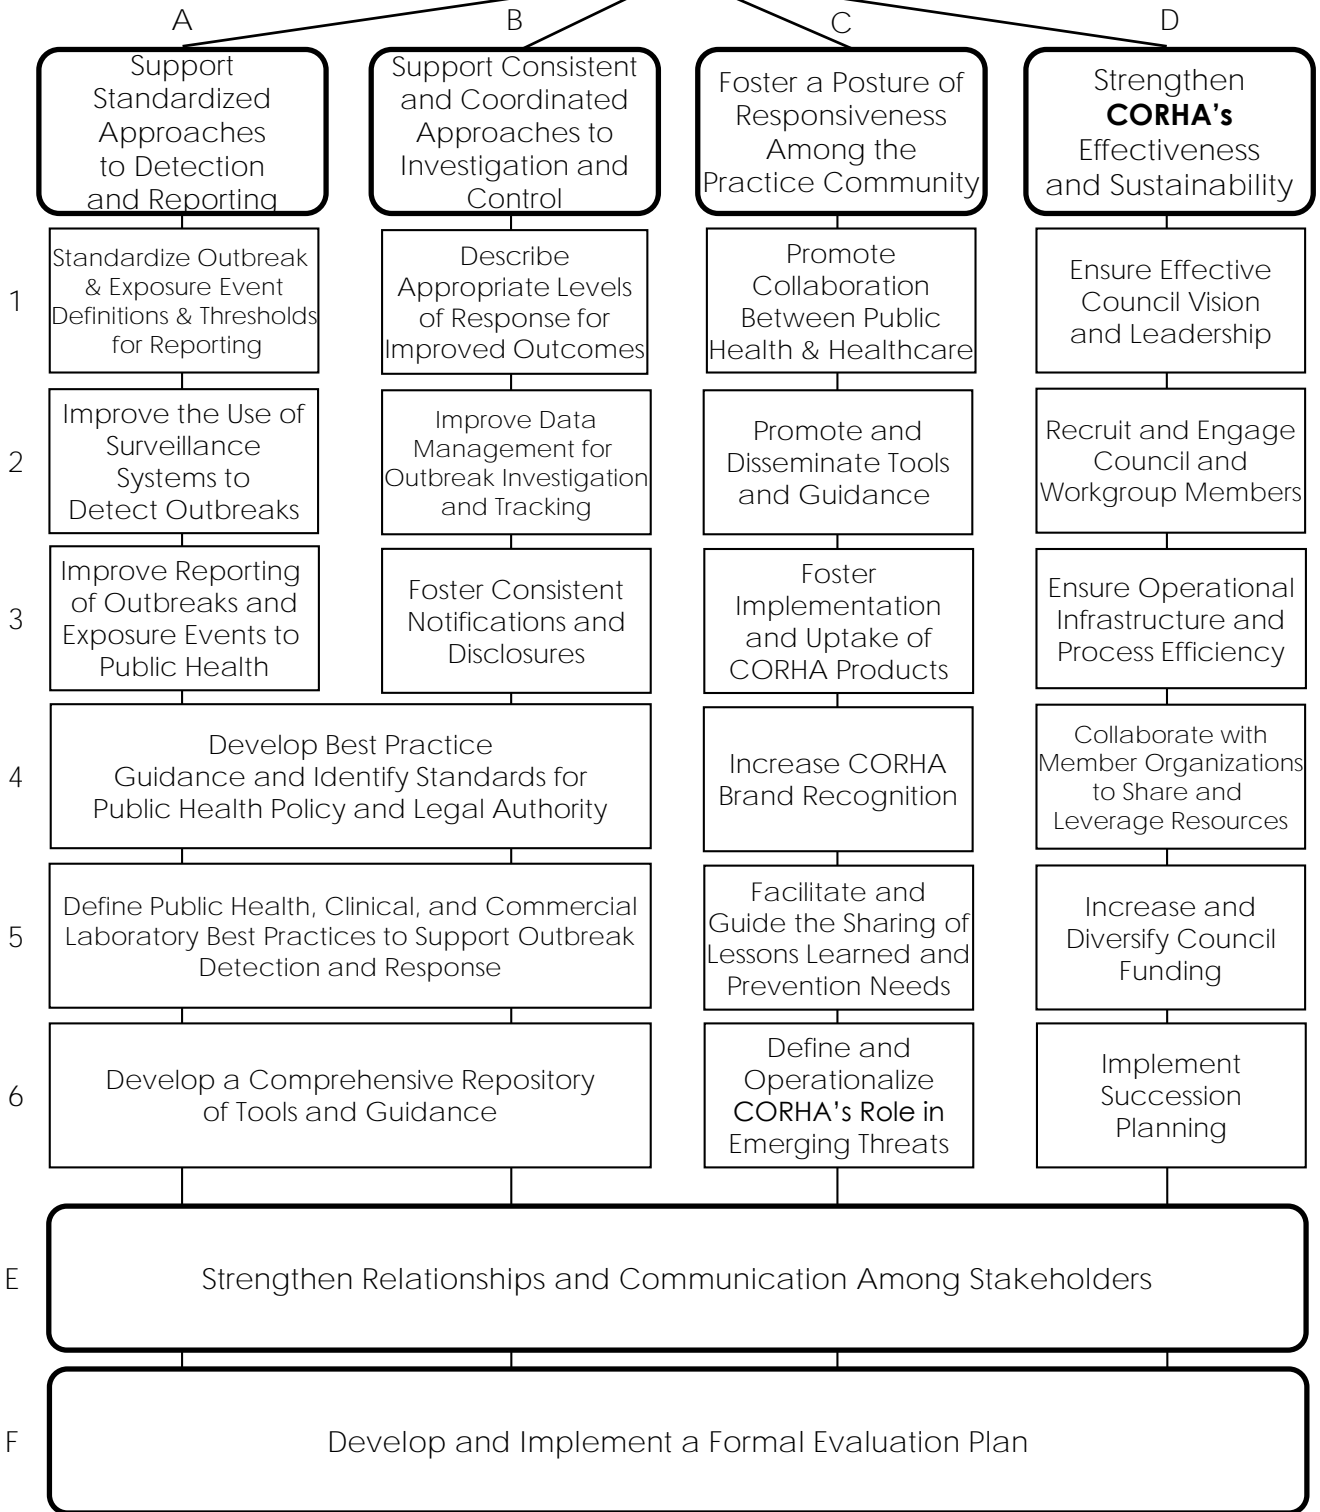 A
B
C
D
Support
Standardized
Approaches
to Detection
and Reporting
Support Consistent
and Coordinated
Approaches to
Investigation and
Control
Foster a Posture of
Responsiveness
Among the
Practice Community
Strengthen
CORHA's
Effectiveness
and Sustainability
1
Standardize Outbreak
& Exposure Event
Definitions & Thresholds
for Reporting
Describe
Appropriate Levels
of Response for
Improved Outcomes
Promote
Collaboration
Between Public
Health & Healthcare
Ensure Effective
Council Vision
and Leadership
2
Improve the Use of
Surveillance
Systems to
Detect Outbreaks
Improve Data
Management for
Outbreak Investigation
and Tracking
Promote and
Disseminate Tools
and Guidance
Recruit and Engage
Council and
Workgroup Members
3
Improve Reporting
of Outbreaks and
Exposure Events to
Public Health
Foster Consistent
Notifications and
Disclosures
Foster
Implementation
and Uptake of
CORHA Products
Ensure Operational
Infrastructure and
Process Efficiency
4
Develop Best Practice
Guidance and Identify Standards for
Public Health Policy and Legal Authority
Increase CORHA
Brand Recognition
Collaborate with
Member Organizations
to Share and
Leverage Resources
5
Define Public Health, Clinical, and Commercial
Laboratory Best Practices to Support Outbreak
Detection and Response
Facilitate and
Guide the Sharing of
Lessons Learned and
Prevention Needs
Increase and
Diversify Council
Funding
6
Develop a Comprehensive Repository
of Tools and Guidance
Define and
Operationalize
CORHA's Role in
Emerging Threats
Implement
Succession
Planning
E
Strengthen Relationships and Communication Among Stakeholders
F
Develop and Implement a Formal Evaluation Plan